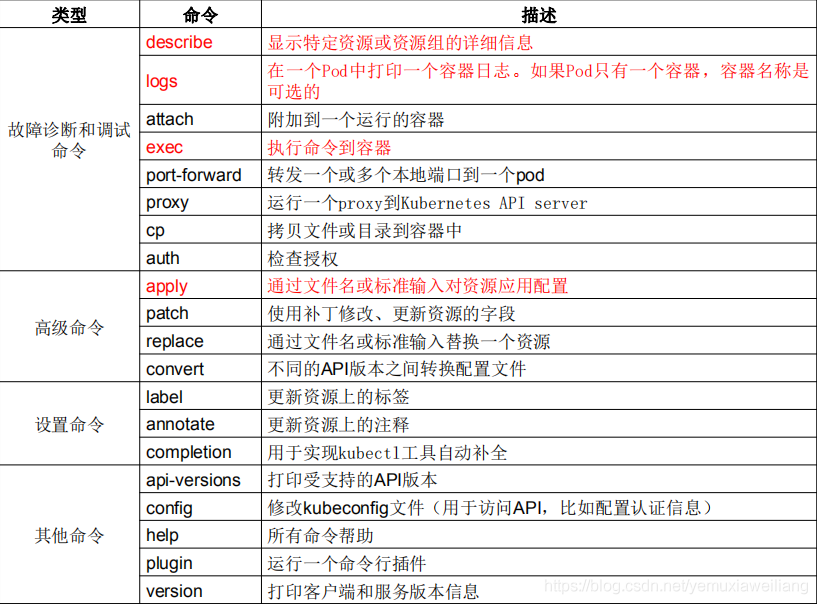 类型 命令 描述
describe 显示特定资源或资源组的详细信息
logs 在一个Pod中打印一个容器日志。如果Pod只有一个容器，容器名称是
可选的
故障诊断和调试
命令
attach 附加到一个运行的容器
exec 执行命令到容器
port-forward 转发一个或多个本地端口到一个pod
proxy 运行一个proxy到Kubernetes API server
cp 拷贝文件或目录到容器中
auth 检查授权
高级命令
apply 通过文件名或标准输入对资源应用配置
patch 使用补丁修改、更新资源的字段
replace 通过文件名或标准输入替换一个资源
convert 不同的API版本之间转换配置文件
设置命令
label 更新资源上的标签
annotate 更新资源上的注释
completion 用于实现kubectl工具自动补全
其他命令
api-versions 打印受支持的API版本
config 修改kubeconfig文件（用于访问API，比如配置认证信息）
help 所有命令帮助
plugin 运行一个命令行插件
version 打印客户端和服务版本信息
https://blog.csdn.net/yemuxiaweiliang